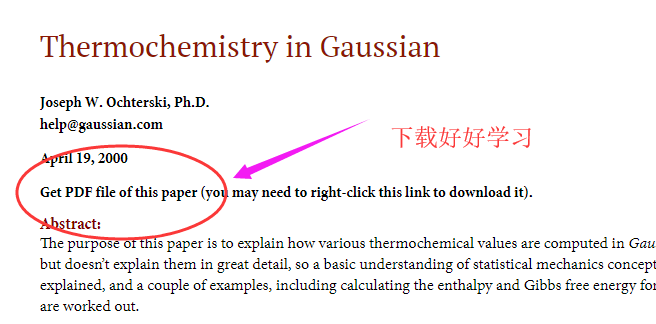 Thermochemistry in Gaussian
Joseph W. Ochterski, Ph.D.
help@gaussian.com
下载好好学习
April 19, 2000
Get PDF file of this paper (you may need to right-click this link to download it).
Abstract:
The purpose of this paper is to explain how various thermochemical values are computed in Gau
but doesn't explain them in great detail, so a basic understanding of statistical mechanics concept
explained, and a couple of examples, including calculating the enthalpy and Gibbs free energy for
are worked out.